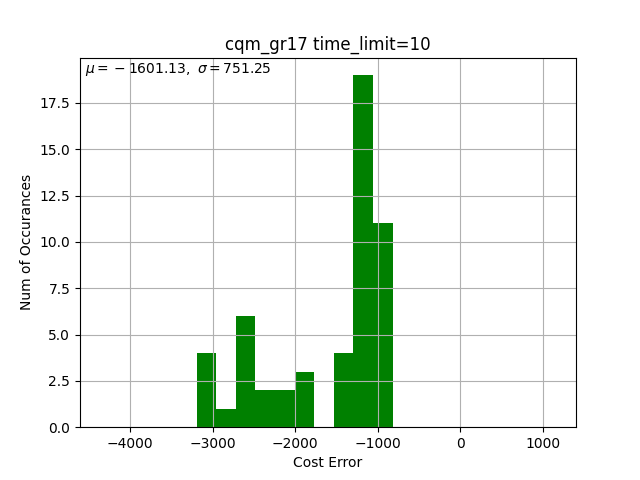 cqm_gr17 time_limit=10
μ = −1601.13, σ = 751.25
17.5
15.0
12.5
10.0
7.5
5.0
2.5
0.0
Num of Occurances
−4000 −3000 −2000 −1000 0 1000
Cost Error